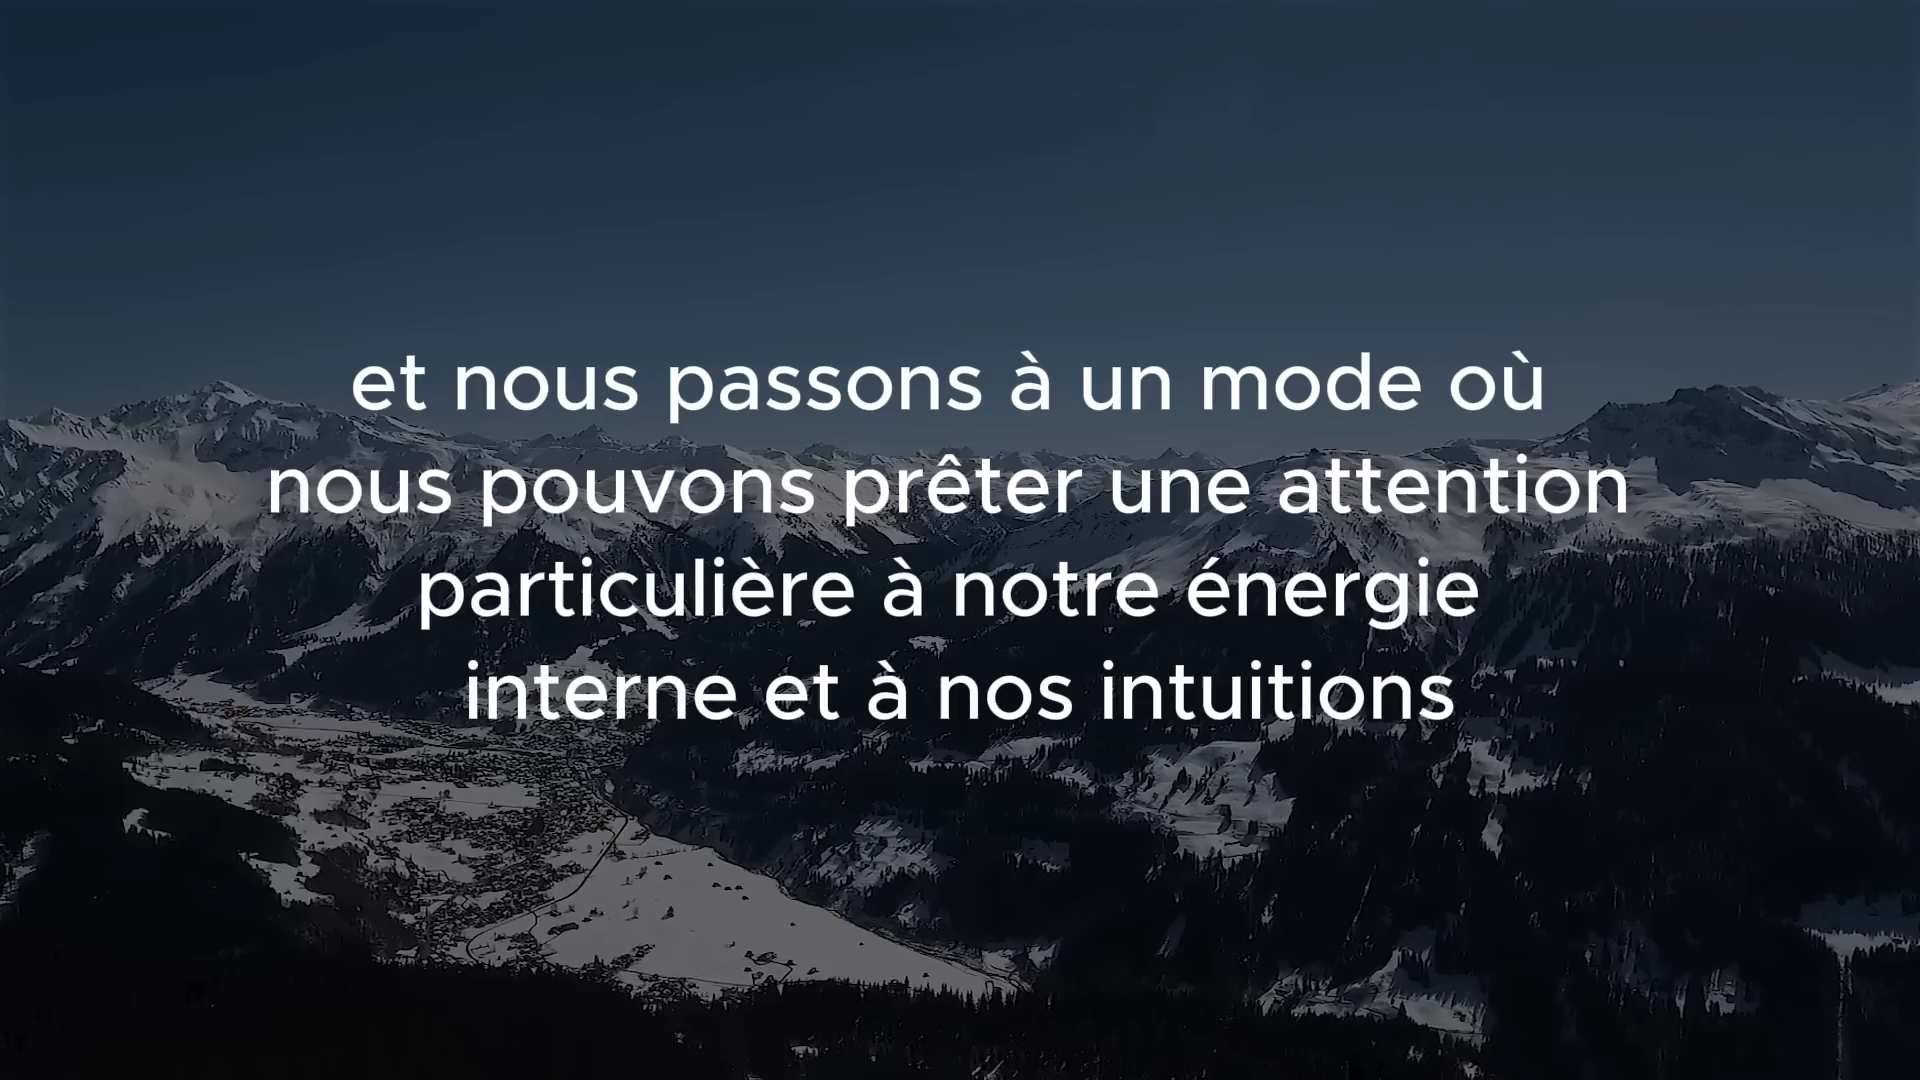 et nous passons à un mode où
nous pouvons prêter une attention
particulière à notre énergie
interne et à nos intuitions